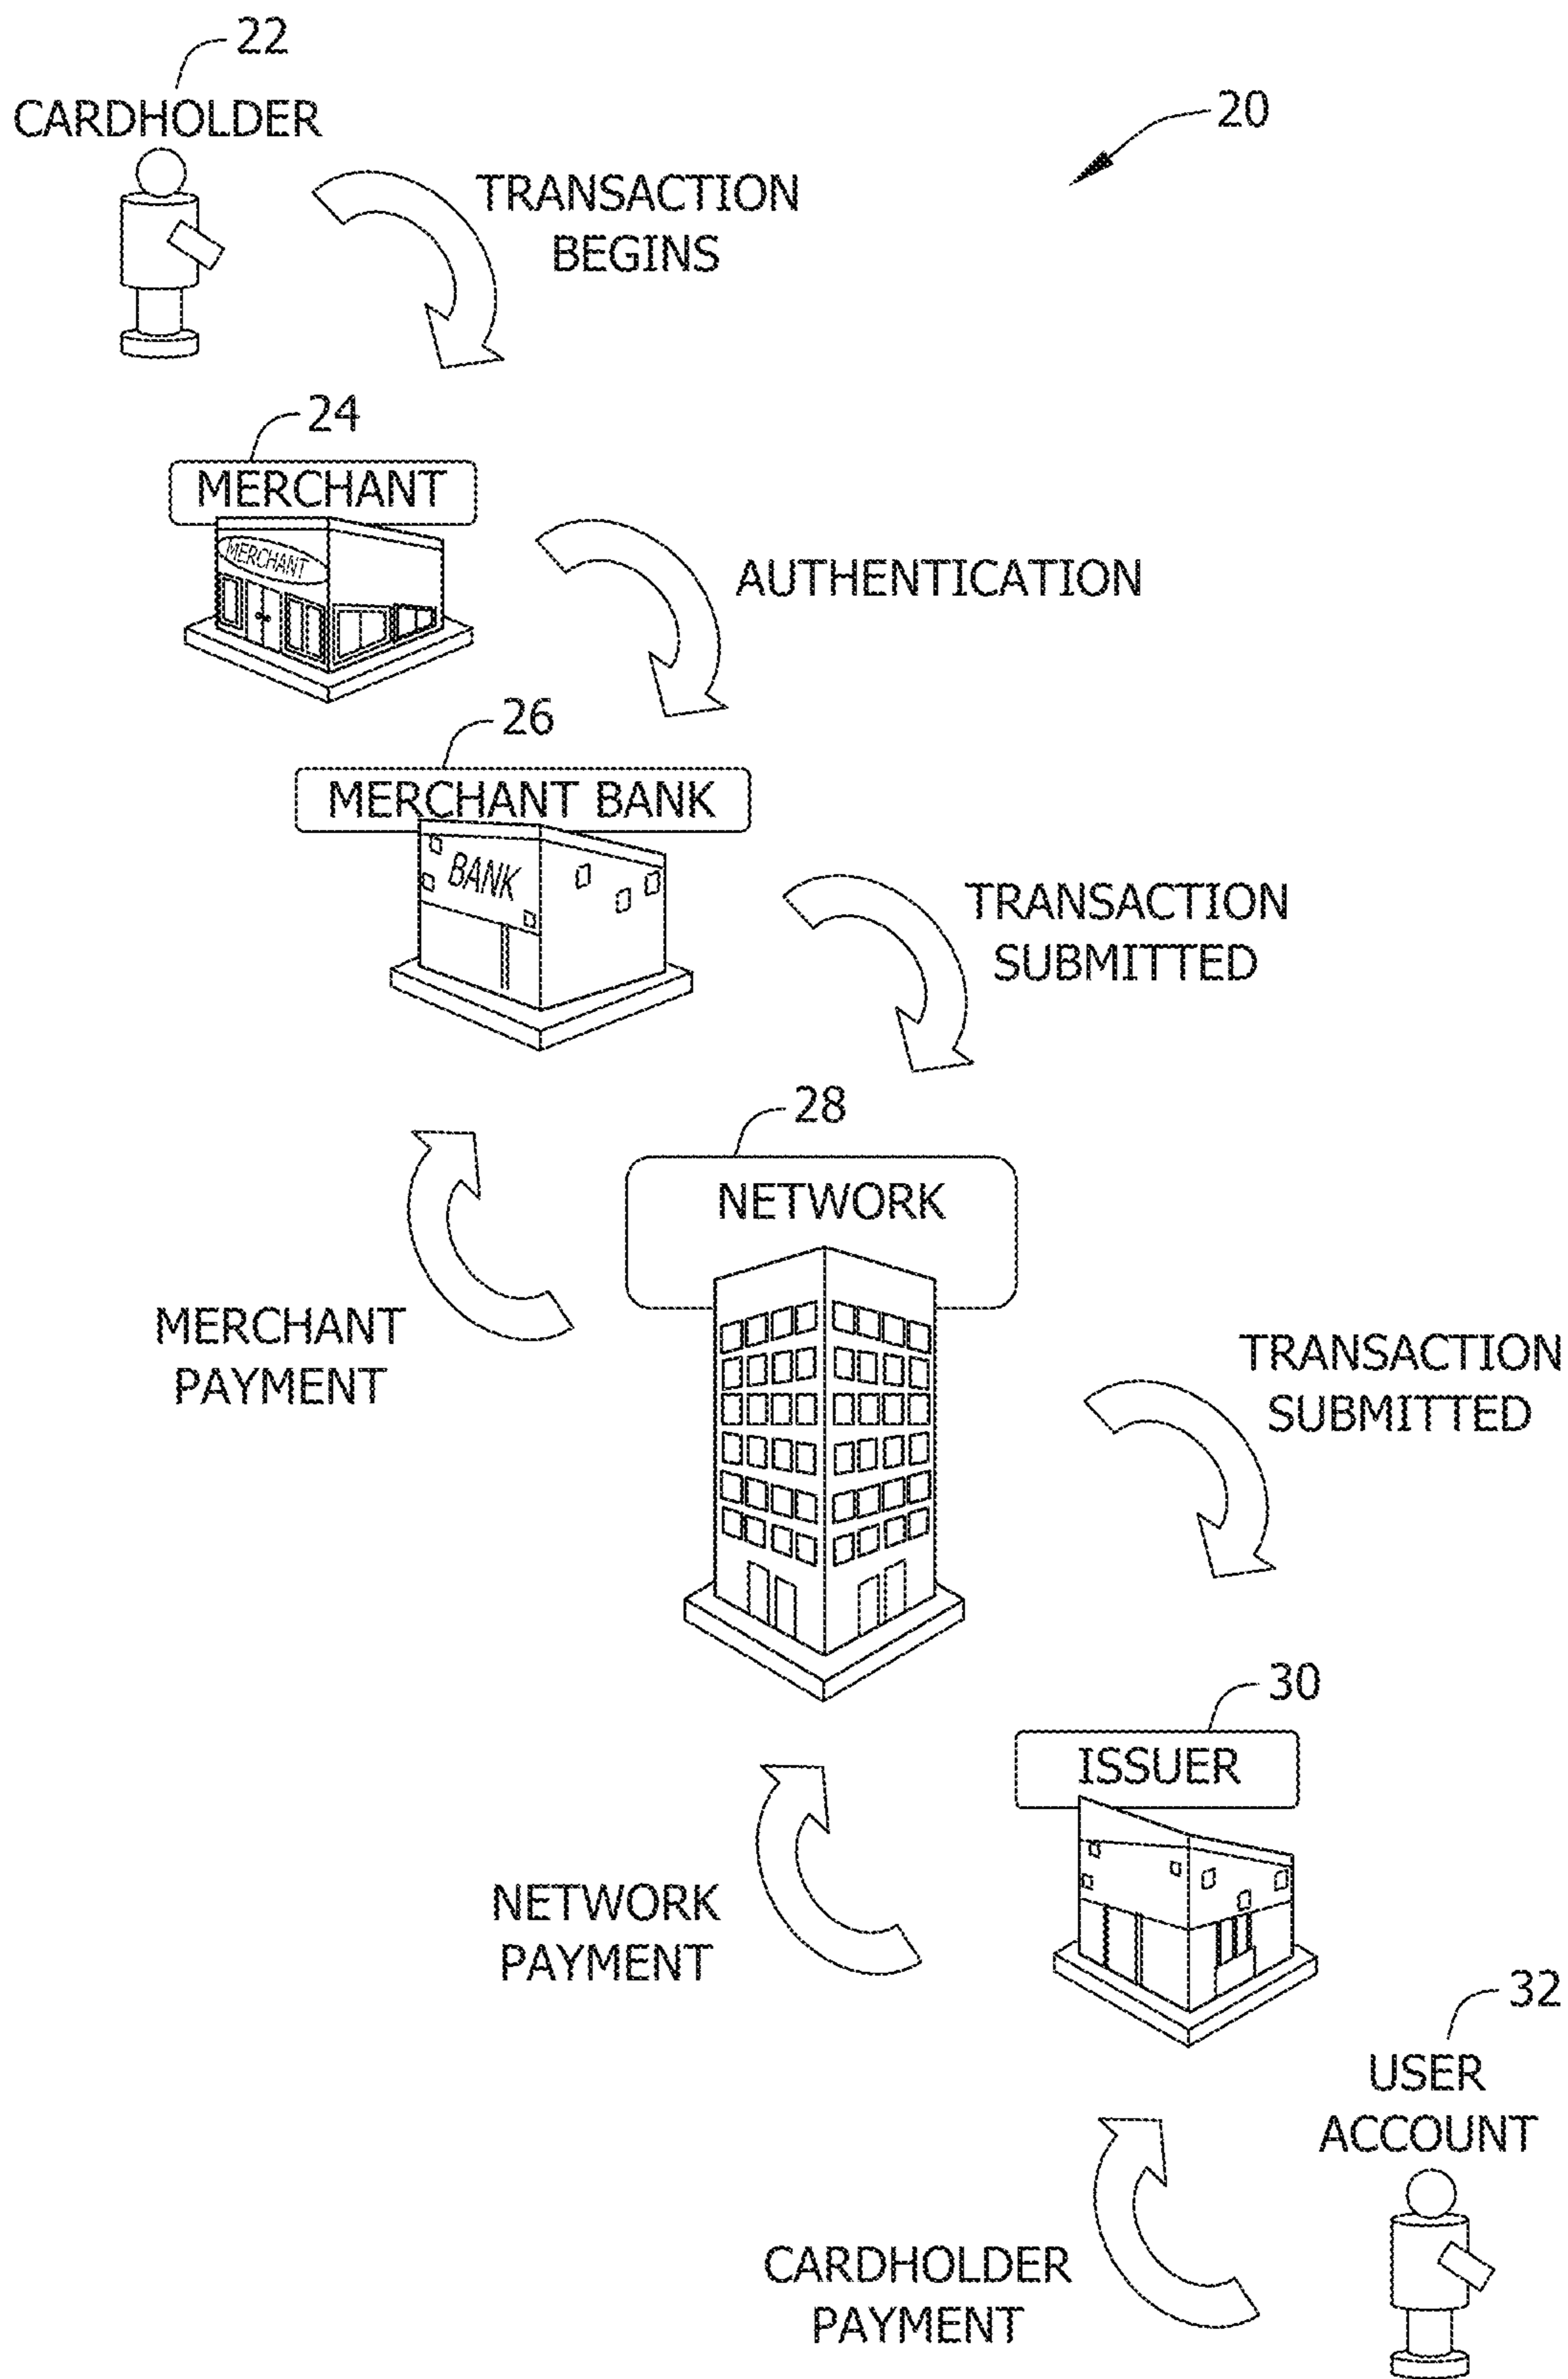 22
CARDHOLDER
20
TRANSACTION
BEGINS
24
MERCHANT
MERCHANT
AUTHENTICATION
26
MERCHANT BANK
BANK
TRANSACTION
SUBMITTED
28
NETWORK
MERCHANT
PAYMENT
TRANSACTION
SUBMITTED
30
ISSUER
NETWORK
PAYMENT
32
USER
ACCOUNT
CARDHOLDER
PAYMENT